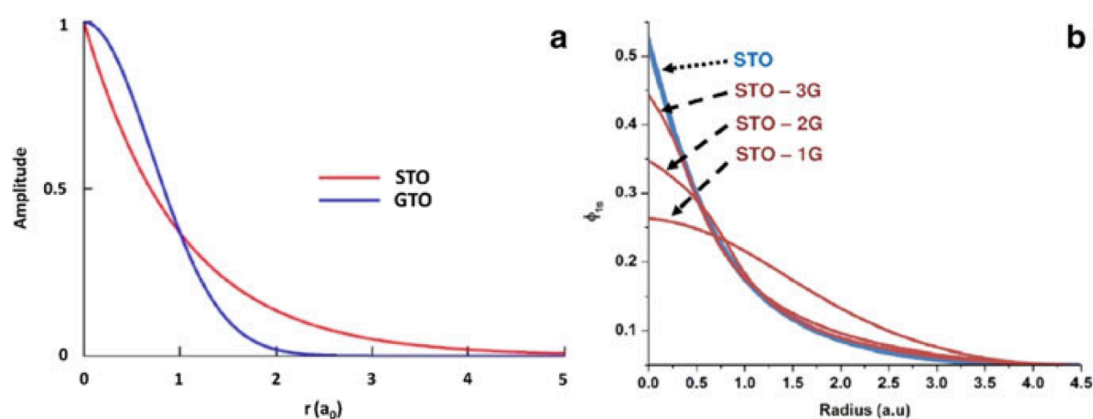 a
1
0.5
0
Amplitude
STO
GTO
0 1 2 3 4 5
r (a0)
b
0.5
0.4
0.3
0.2
0.1
ϕ1s
STO
STO – 3G
STO – 2G
STO – 1G
0.0 0.5 1.0 1.5 2.0 2.5 3.0 3.5 4.0 4.5
Radius (a.u)